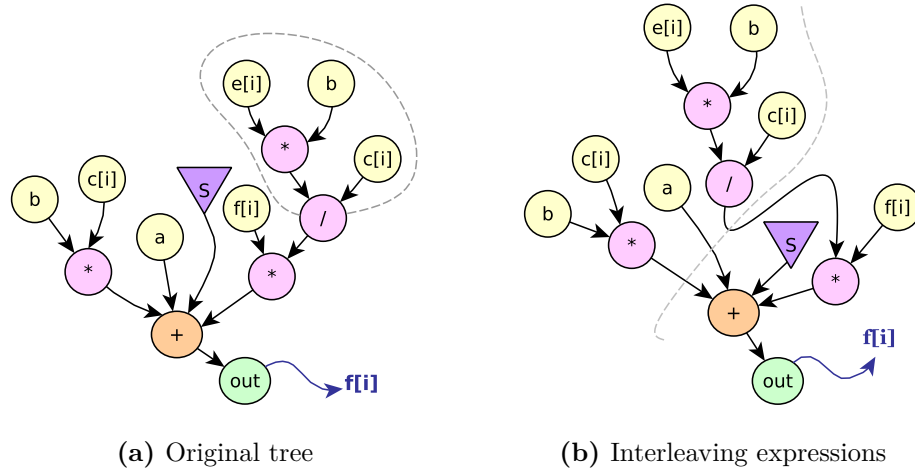 e[i]
b
*
c[i]
b
c[i]
S
f[i]
/
a
*
*
+
out
f[i]
(a) Original tree
e[i]
b
*
c[i]
c[i]
/
a
b
f[i]
*
S
*
+
f[i]
out
(b) Interleaving expressions